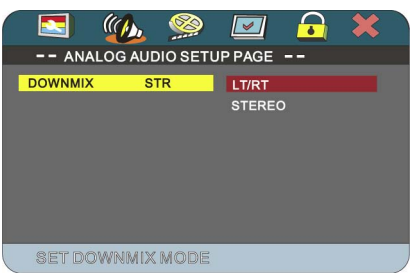 -- ANALOG AUDIO SETUP PAGE --
DOWNMIX STR LT/RT
STEREO
SET DOWNMIX MODE